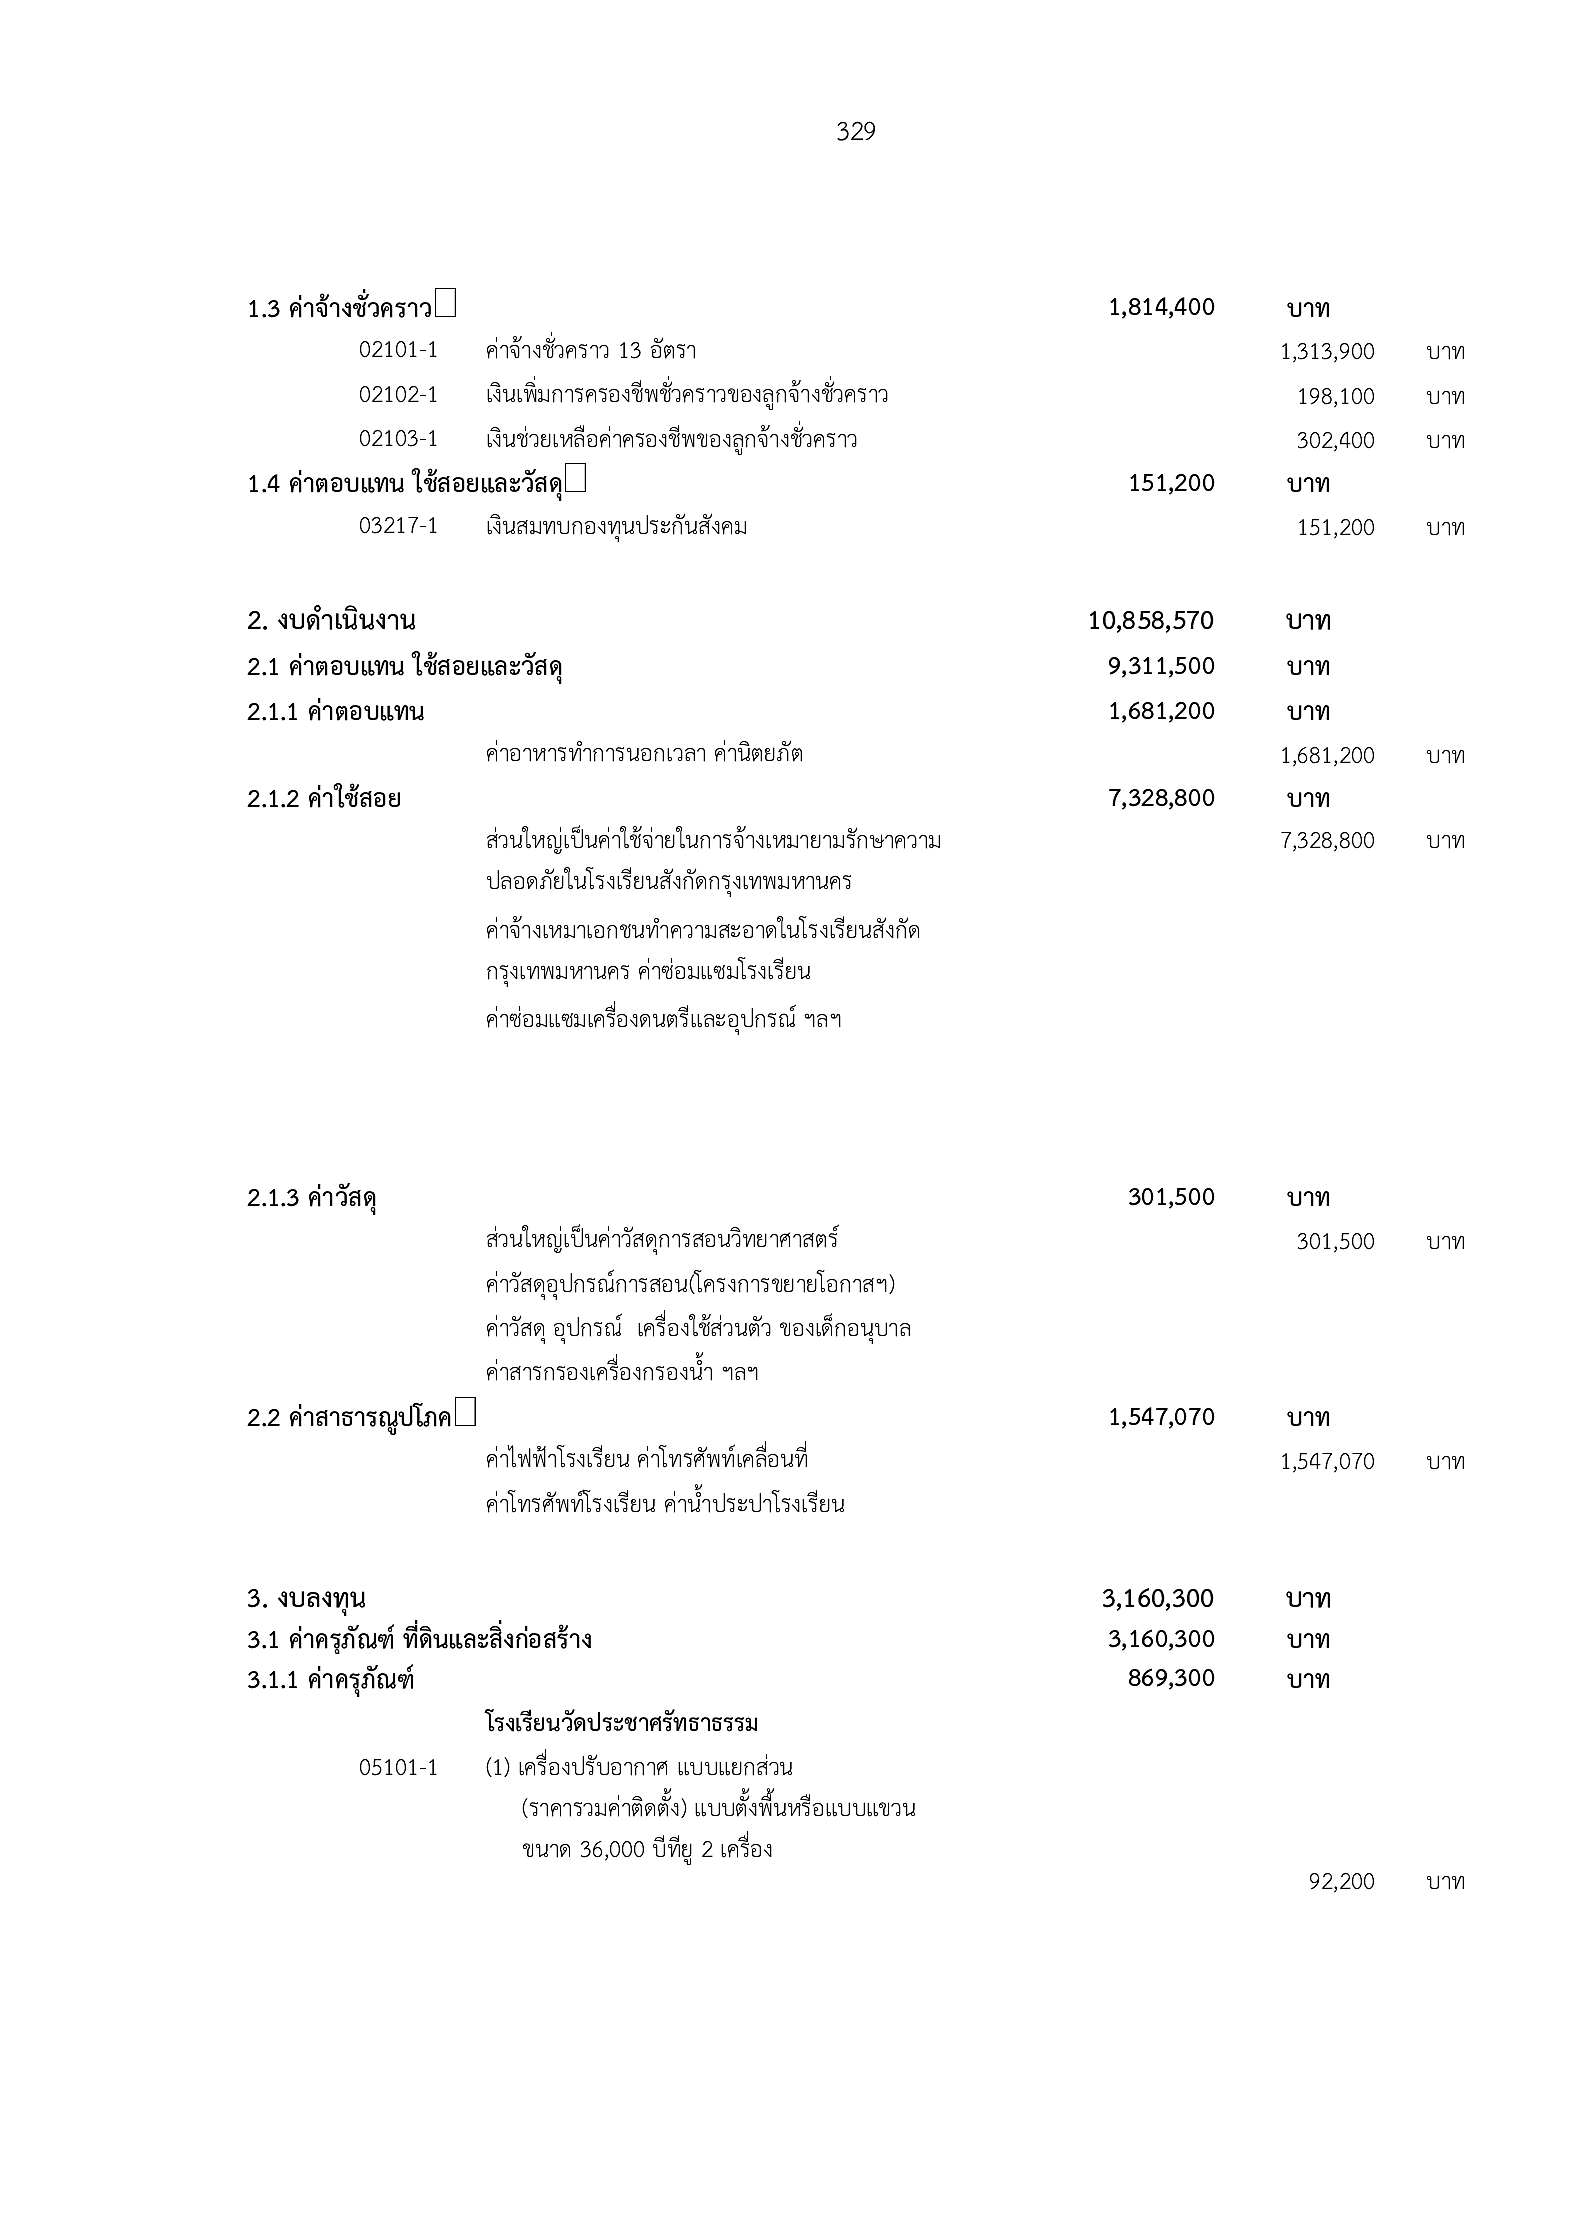 329
1.3 ค่าจ้างชั่วคราว 1,814,400 บาท
02101-1 ค่าจ้างชั่วคราว 13 อัตรา 1,313,900 บาท
02102-1 เงินเพิ่มการครองชีพชั่วคราวของลูกจ้างชั่วคราว 198,100 บาท
02103-1 เงินช่วยเหลือค่าครองชีพของลูกจ้างชั่วคราว 302,400 บาท
1.4 ค่าตอบแทน ใช้สอยและวัสดุ 151,200 บาท
03217-1 เงินสมทบกองทุนประกันสังคม 151,200 บาท
2. งบดำเนินงาน 10,858,570 บาท
2.1 ค่าตอบแทน ใช้สอยและวัสดุ 9,311,500 บาท
2.1.1 ค่าตอบแทน 1,681,200 บาท
ค่าอาหารทำการนอกเวลา ค่านิตยภัต 1,681,200 บาท
2.1.2 ค่าใช้สอย 7,328,800 บาท
ส่วนใหญ่เป็นค่าใช้จ่ายในการจ้างเหมายามรักษาความ 7,328,800 บาท
ปลอดภัยในโรงเรียนสังกัดกรุงเทพมหานคร
ค่าจ้างเหมาเอกชนทำความสะอาดในโรงเรียนสังกัด
กรุงเทพมหานคร ค่าซ่อมแซมโรงเรียน
ค่าซ่อมแซมเครื่องดนตรีและอุปกรณ์ ฯลฯ
2.1.3 ค่าวัสดุ 301,500 บาท
ส่วนใหญ่เป็นค่าวัสดุการสอนวิทยาศาสตร์ 301,500 บาท
ค่าวัสดุอุปกรณ์การสอน(โครงการขยายโอกาสฯ)
ค่าวัสดุ อุปกรณ์ เครื่องใช้ส่วนตัว ของเด็กอนุบาล
ค่าสารกรองเครื่องกรองน้ำ ฯลฯ
2.2 ค่าสาธารณูปโภค 1,547,070 บาท
ค่าไฟฟ้าโรงเรียน ค่าโทรศัพท์เคลื่อนที่ 1,547,070 บาท
ค่าโทรศัพท์โรงเรียน ค่าน้ำประปาโรงเรียน
3. งบลงทุน 3,160,300 บาท
3.1 ค่าครุภัณฑ์ ที่ดินและสิ่งก่อสร้าง 3,160,300 บาท
3.1.1 ค่าครุภัณฑ์ 869,300 บาท
โรงเรียนวัดประชาศรัทธาธรรม
05101-1 (1) เครื่องปรับอากาศ แบบแยกส่วน
(ราคารวมค่าติดตั้ง) แบบตั้งพื้นหรือแบบแขวน
ขนาด 36,000 บีทียู 2 เครื่อง
92,200 บาท